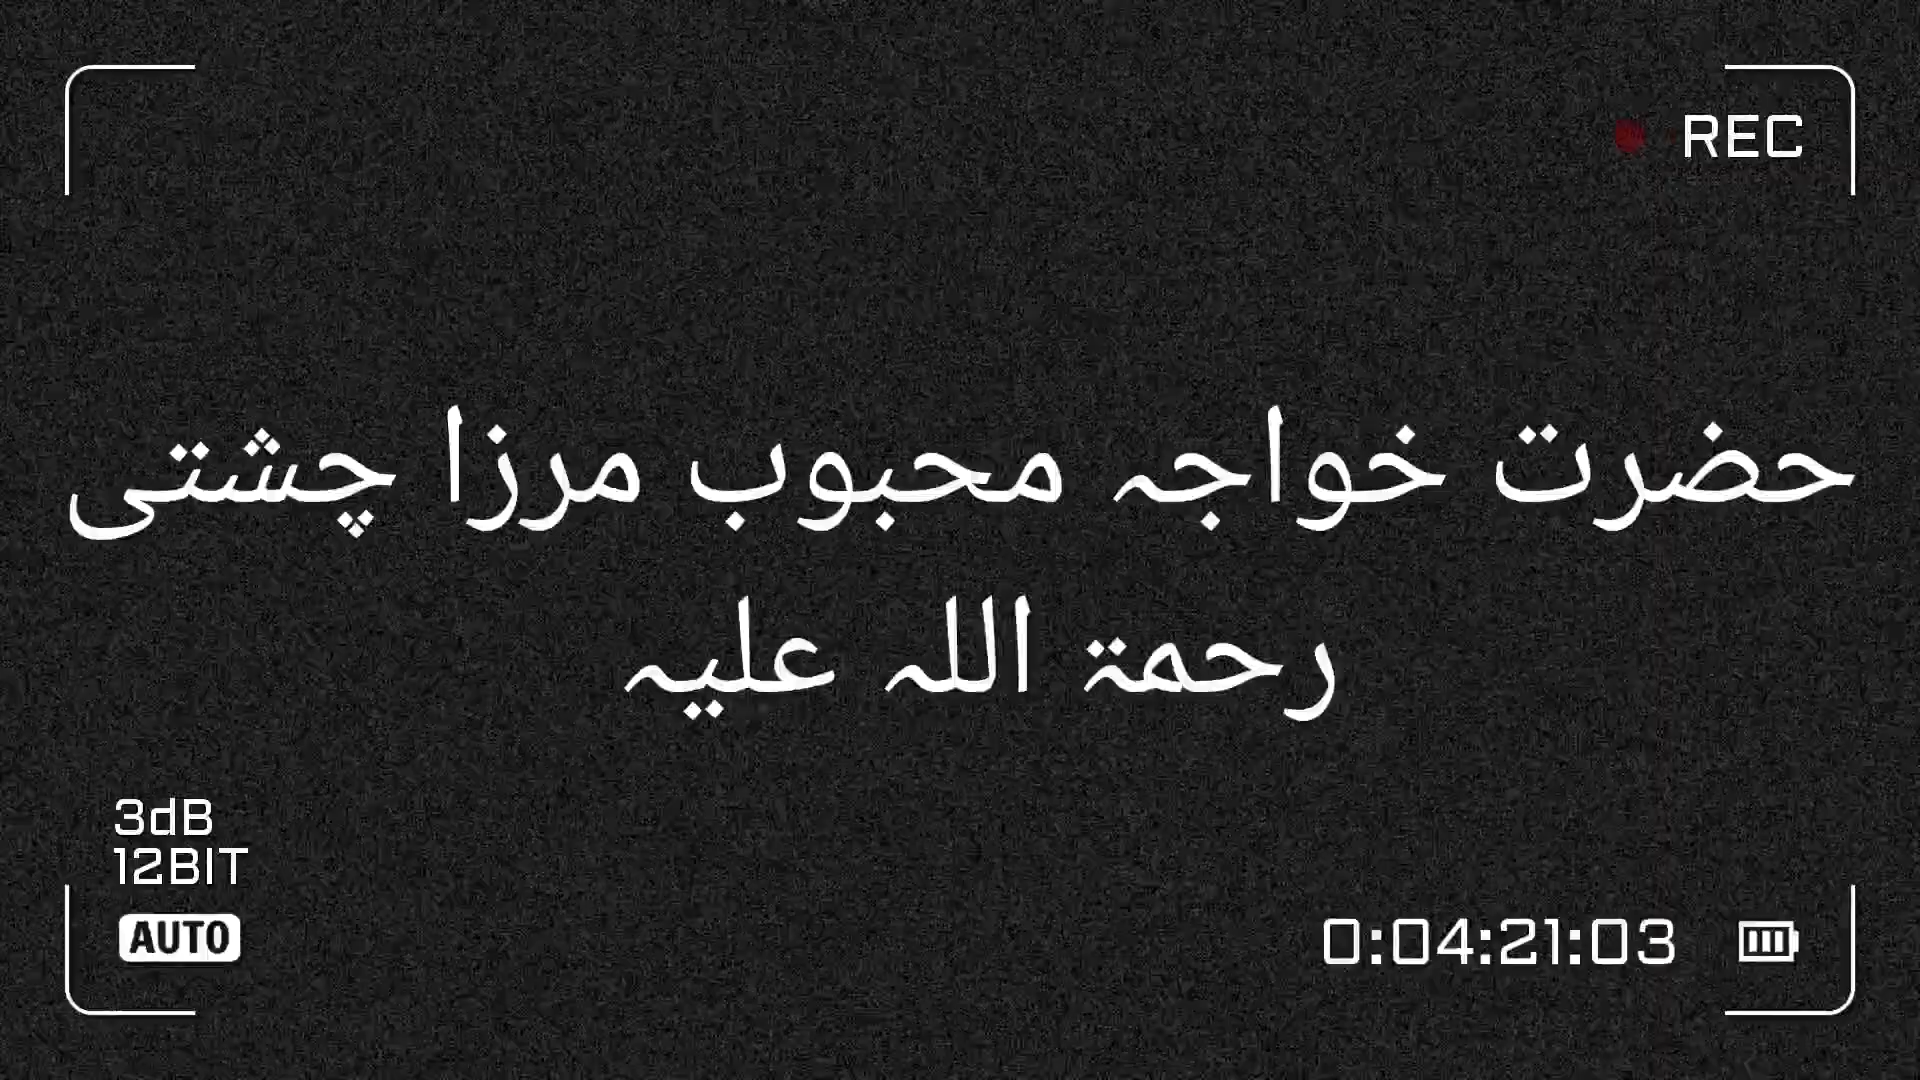 REC
حضرت خواجہ محبوب مرزا چشتی
رحمۃ اللہ علیہ
3dB
12BIT
AUTO
0:04:21:03